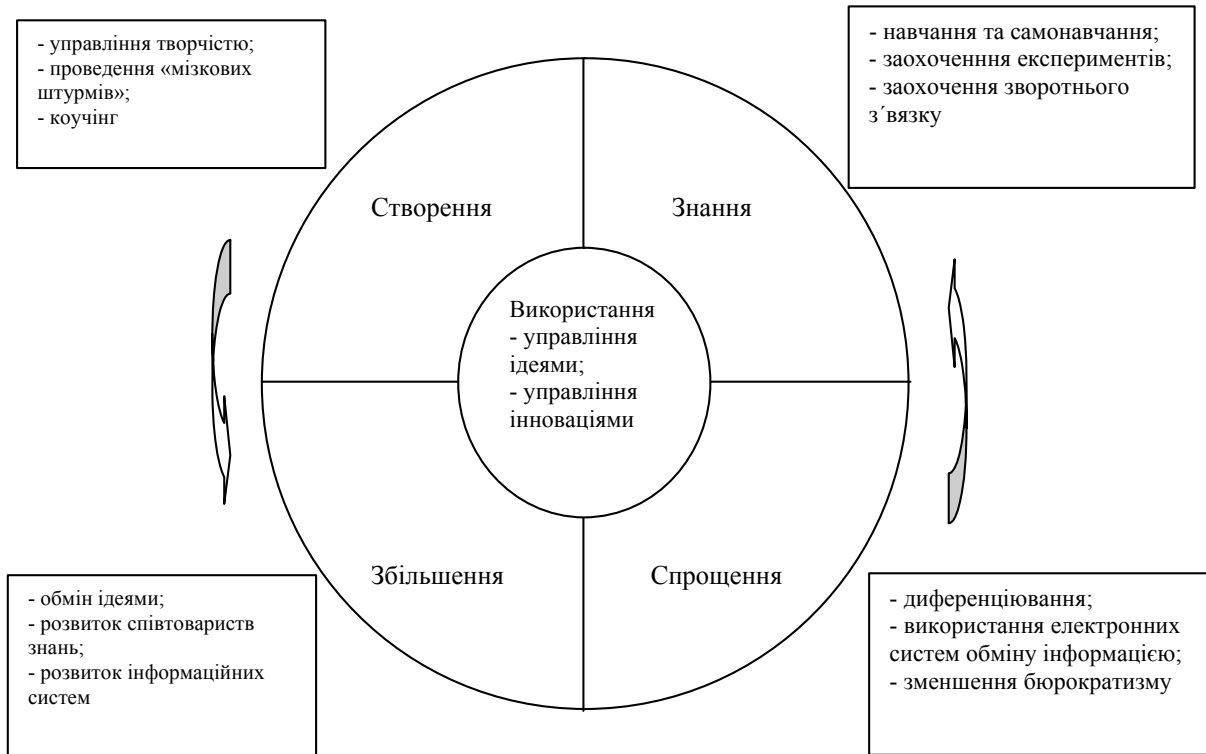 - управління творчістю;
- проведення «мізкових
штурмів»;
- коучінг
- навчання та самонавчання;
- заохоченння експериментів;
- заохочення зворотнього
з´вязку
Створення
Знання
Використання
- управління
ідеями;
- управління
інноваціями
Збільшення
Спрощення
- обмін ідеями;
- розвиток співтовариств
знань;
- розвиток інформаційних
систем
- диференціювання;
- використання електронних
систем обміну інформацією;
- зменшення бюрократизму